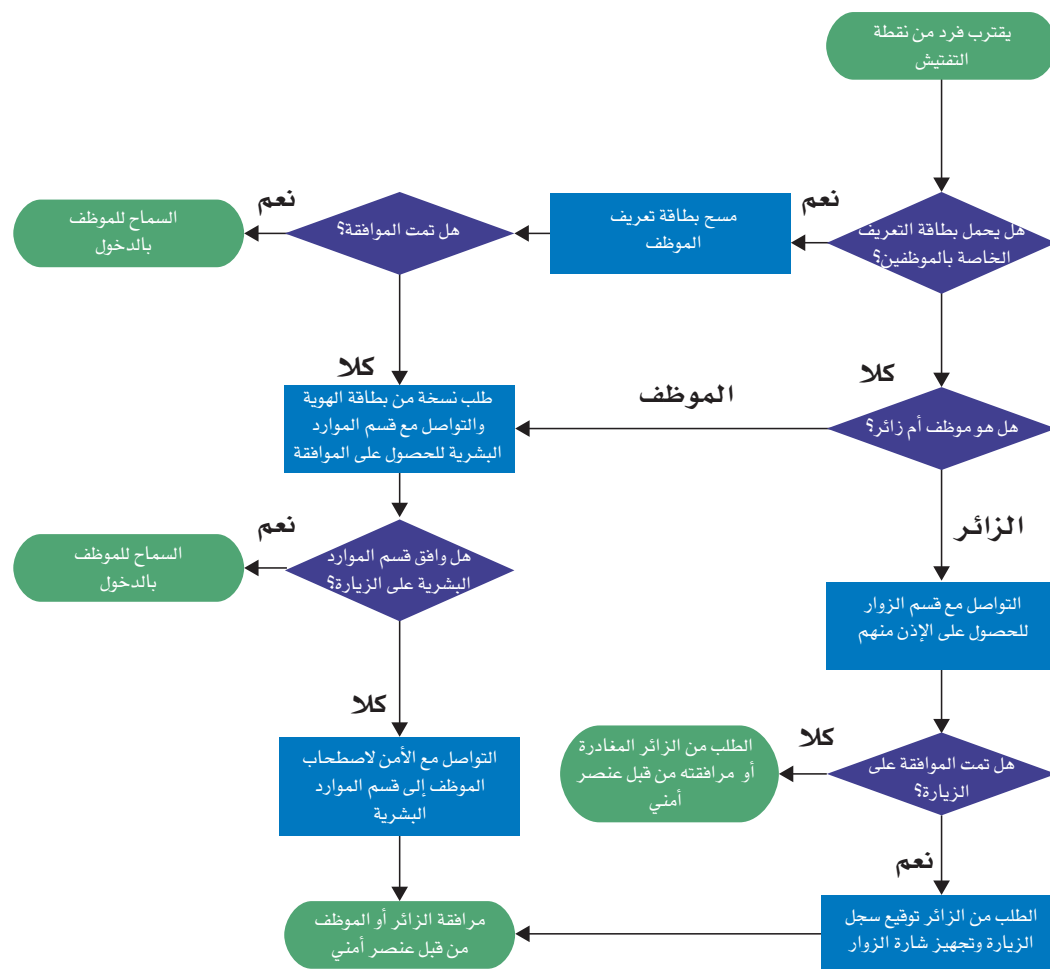 يقترب فرد من نقطة
التفتيش
هل يحمل بطاقة التعريف
الخاصة بالموظفين؟
نعم
مسح بطاقة تعريف
الموظف
هل تمت الموافقة؟
نعم
السماح للموظف
بالدخول
كلا
كلا
هل هو موظف أم زائر؟
الموظف
طلب نسخة من بطاقة الهوية
والتواصل مع قسم الموارد
البشرية للحصول على الموافقة
الزائر
هل وافق قسم الموارد
البشرية على الزيارة؟
نعم
السماح للموظف
بالدخول
التواصل مع قسم الزوار
للحصول على الإذن منهم
كلا
التواصل مع الأمن لاصطحاب
الموظف إلى قسم الموارد
البشرية
هل تمت الموافقة على
الزيارة؟
كلا
الطلب من الزائر المغادرة
أو مرافقته من قبل عنصر
أمني
نعم
الطلب من الزائر توقيع سجل
الزيارة وتجهيز شارة الزوار
مرافقة الزائر أو الموظف
من قبل عنصر أمني